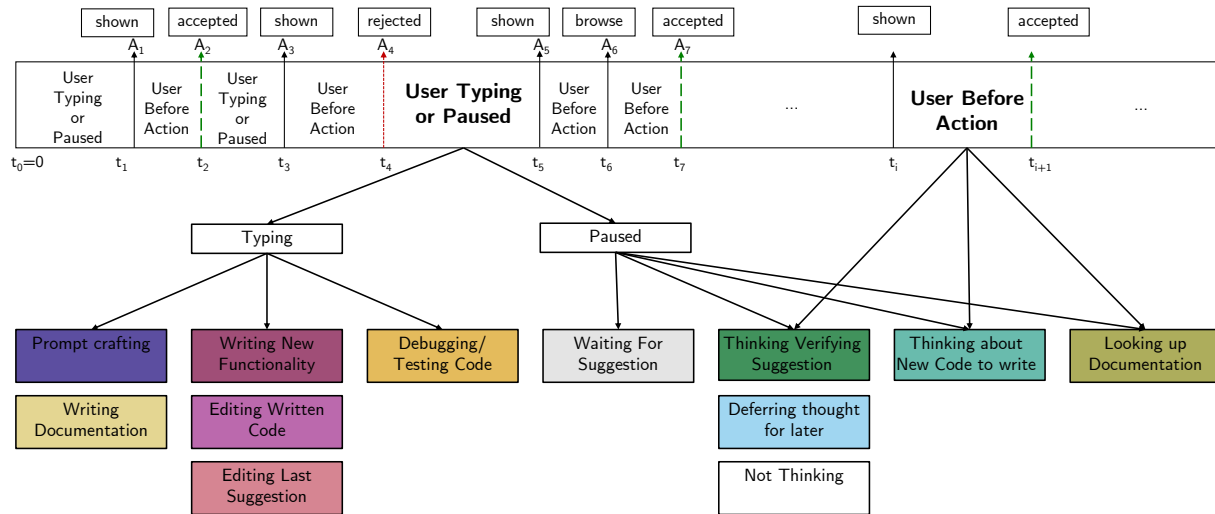 shown
accepted
shown
rejected
shown
browse
accepted
shown
accepted
A1
A2
A3
A4
A5
A6
A7
User
Typing
or
Paused
User
Before
Action
User
Typing
or
Paused
User
Before
Action
User Typing
or Paused
User
Before
Action
User
Before
Action
...
User Before
Action
...
t0=0
t1
t2
t3
t4
t5
t6
t7
ti
ti+1
Typing
Paused
Prompt crafting
Writing New
Functionality
Debugging/
Testing Code
Waiting For
Suggestion
Thinking Verifying
Suggestion
Thinking about
New Code to write
Looking up
Documentation
Writing
Documentation
Editing Written
Code
Deferring thought
for later
Editing Last
Suggestion
Not Thinking